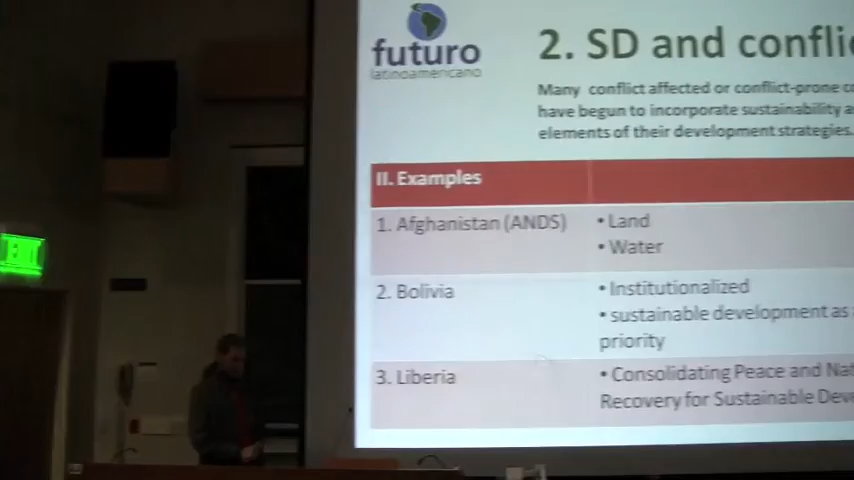 futuro
latinoamericano
2. SD and confli
Many conflict affected or conflict-prone
have begun to incorporate sustainability
elements of their development strategies.
II. Examples
1. Afghanistan (ANDS)
• Land
• Water
2. Bolivia
• Institutionalized
• sustainable development as
priority
3. Liberia
• Consolidating Peace and Nat
Recovery for Sustainable Deve
EXIT